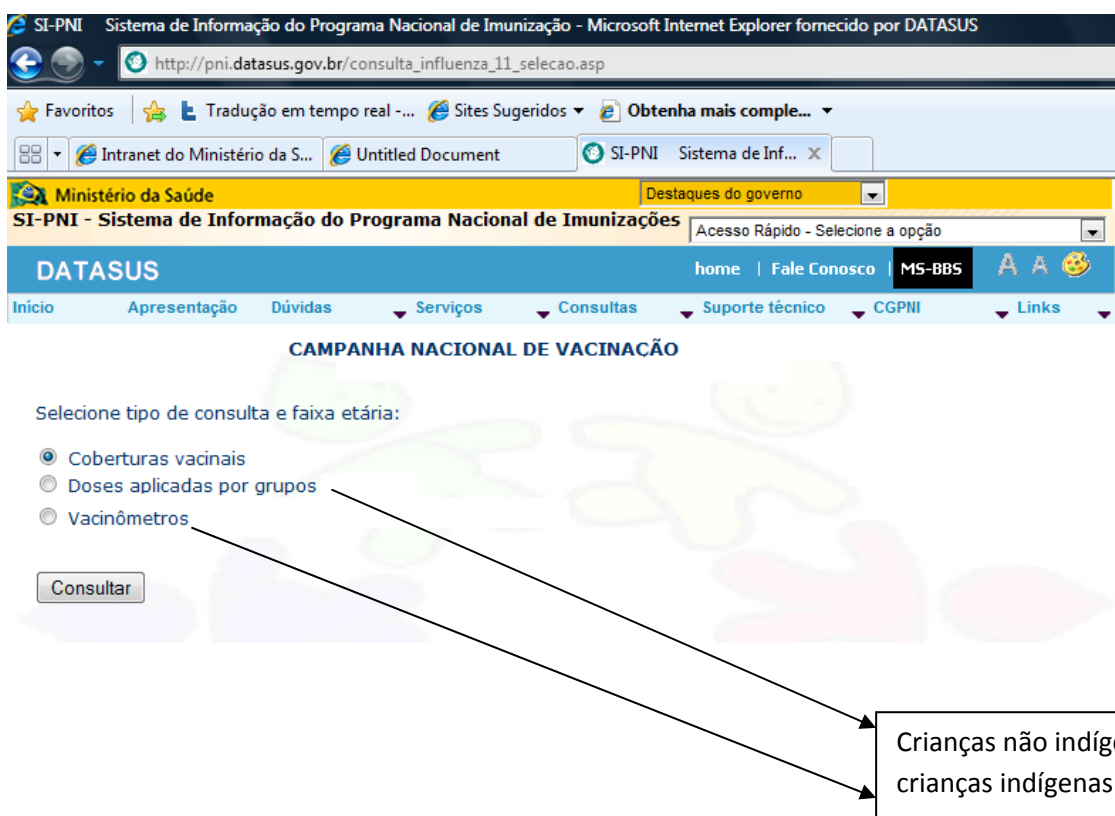 SI-PNI Sistema de Informação do Programa Nacional de Imunização - Microsoft Internet Explorer fornecido por DATASUS
http://pni.datasus.gov.br/consulta_influenza_11_selecao.asp
Favoritos Tradução em tempo real -... Sites Sugeridos Obtenha mais comple...
Intranet do Ministério da S... Untitled Document SI-PNI Sistema de Inf... X
Ministério da Saúde Destaques do governo
SI-PNI - Sistema de Informação do Programa Nacional de Imunizações Acesso Rápido - Selecione a opção
DATASUS home | Fale Conosco | MS-BBS A A
Início Apresentação Dúvidas Serviços Consultas Suporte técnico CGPNI Links
CAMPANHA NACIONAL DE VACINAÇÃO
Selecione tipo de consulta e faixa etária:
Coberturas vacinais
Doses aplicadas por grupos
Vacinômetros
Consultar
Crianças não
crianças indígenas